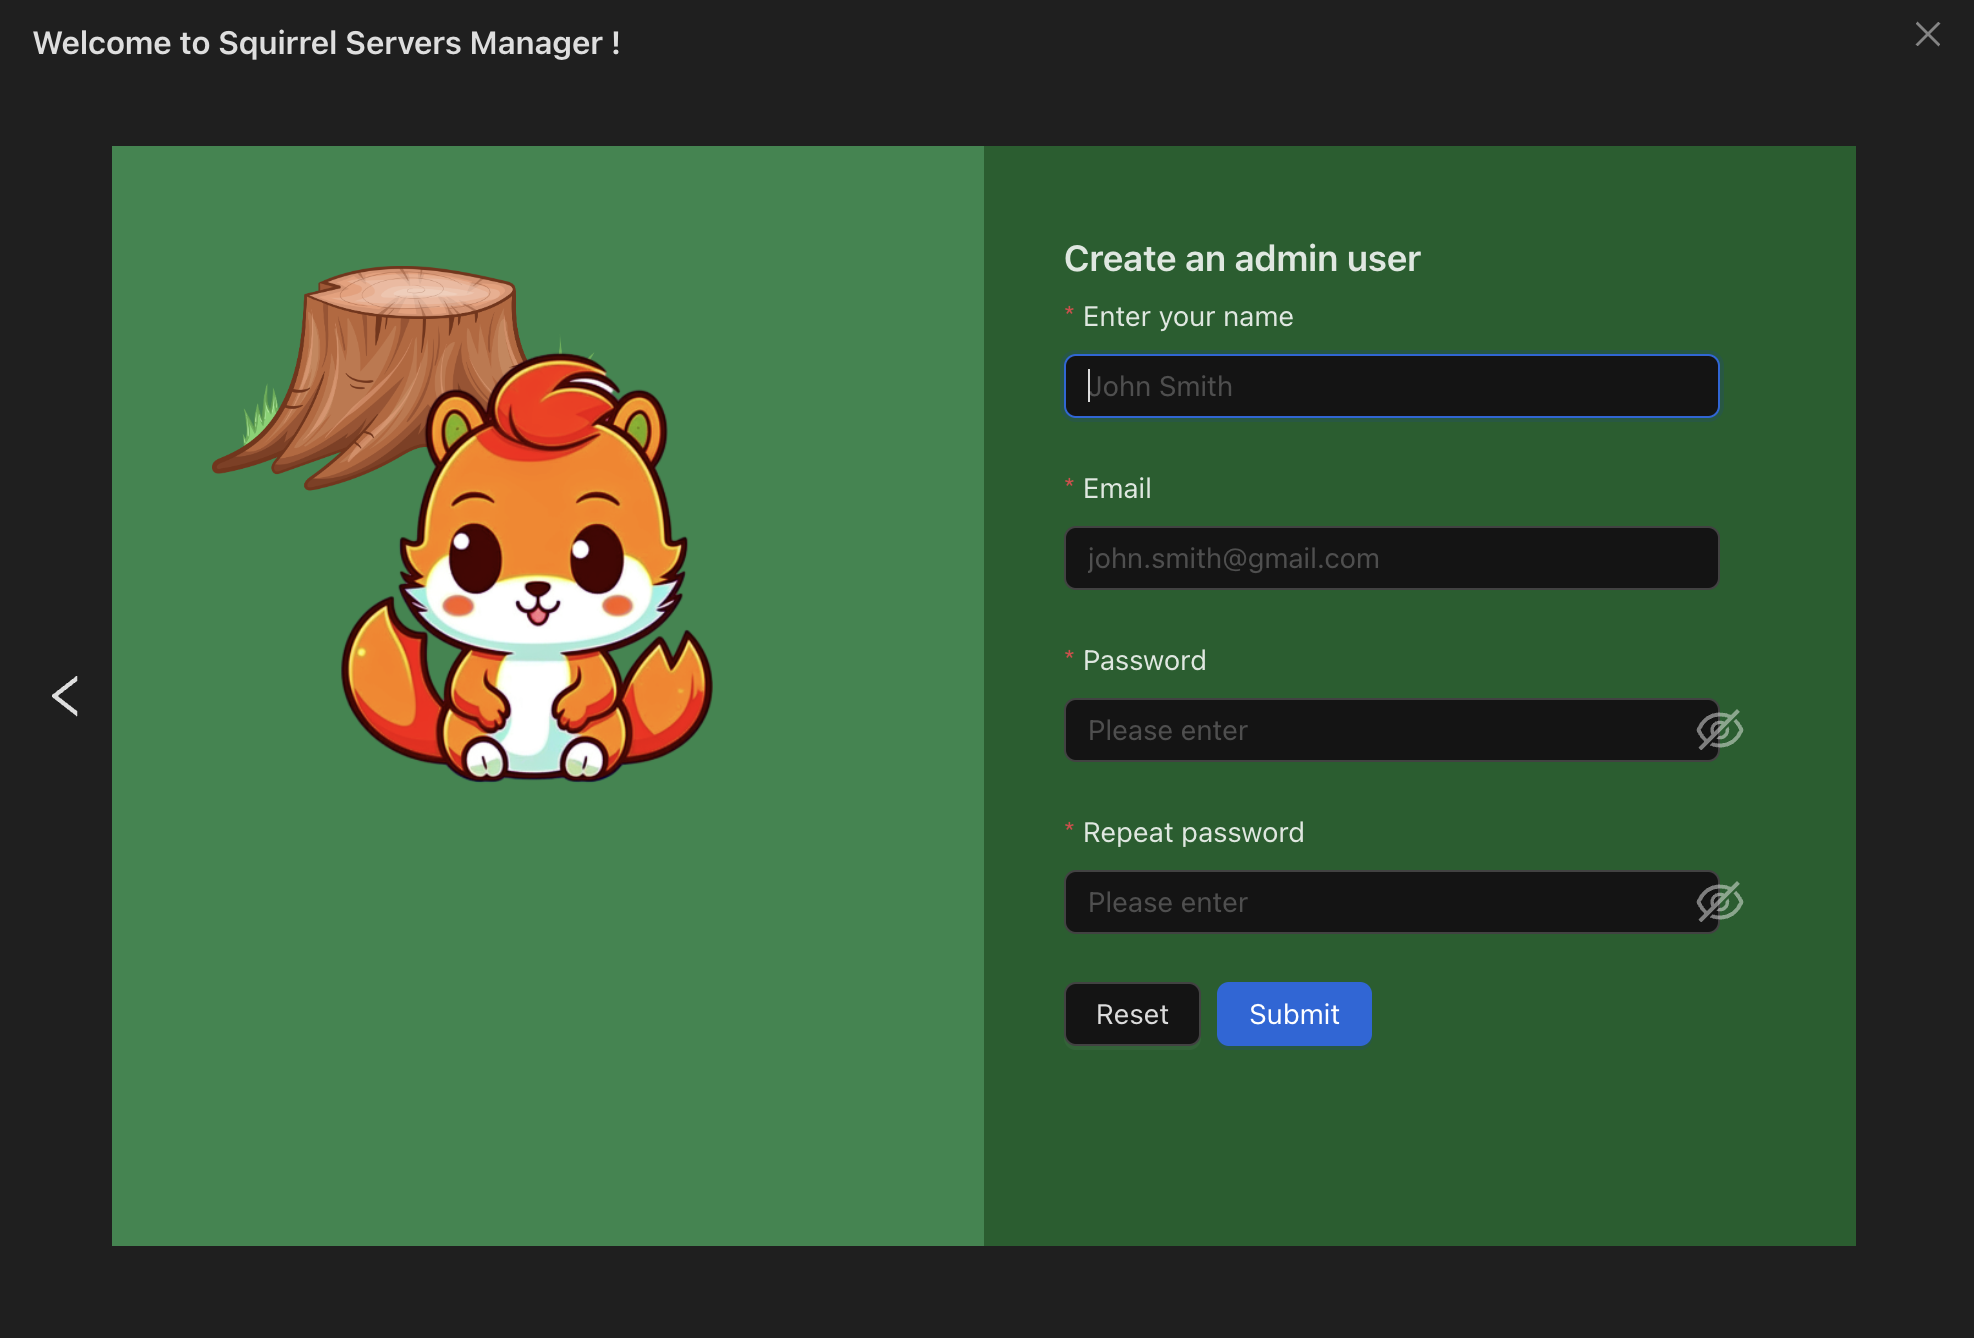 Welcome to Squirrel Servers Manager !
Create an admin user
* Enter your name
John Smith
* Email
john.smith@gmail.com
* Password
Please enter
* Repeat password
Please enter
Reset
Submit